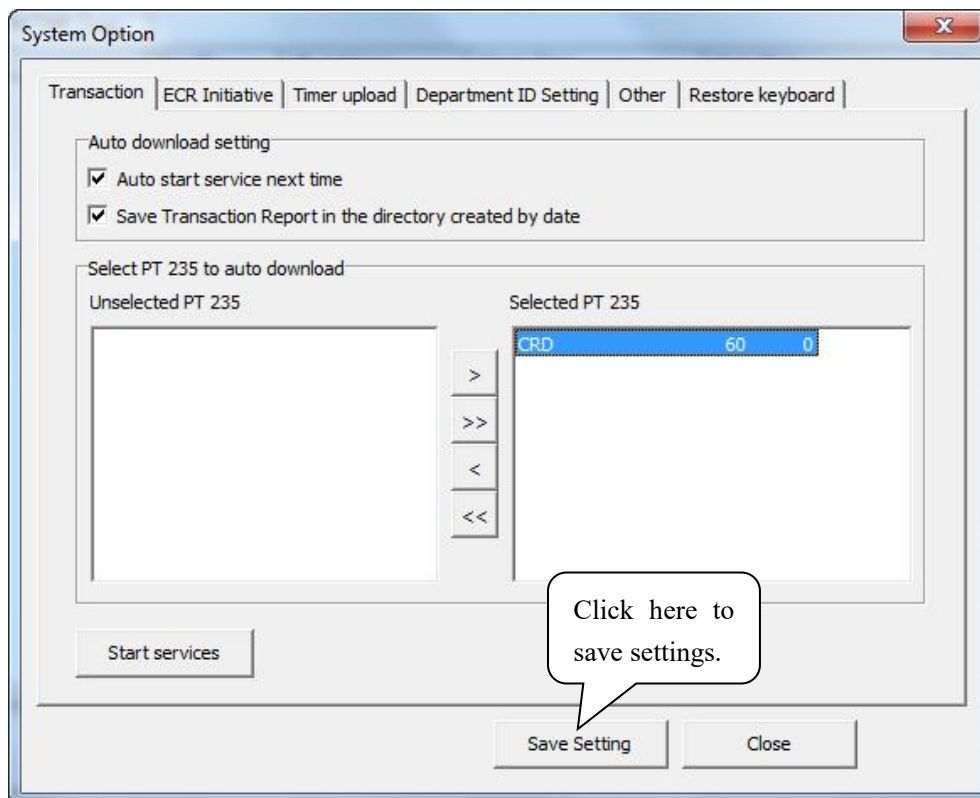 System Option
X
Transaction ECR Initiative Timer upload Department ID Setting Other Restore keyboard
Auto download setting
Auto start service next time
Save Transaction Report in the directory created by date
Select PT 235 to auto download
Unselected PT 235 Selected PT 235
CRD 60 0
>
>>
<
<<
Click here to
save settings.
Start services
Save Setting Close